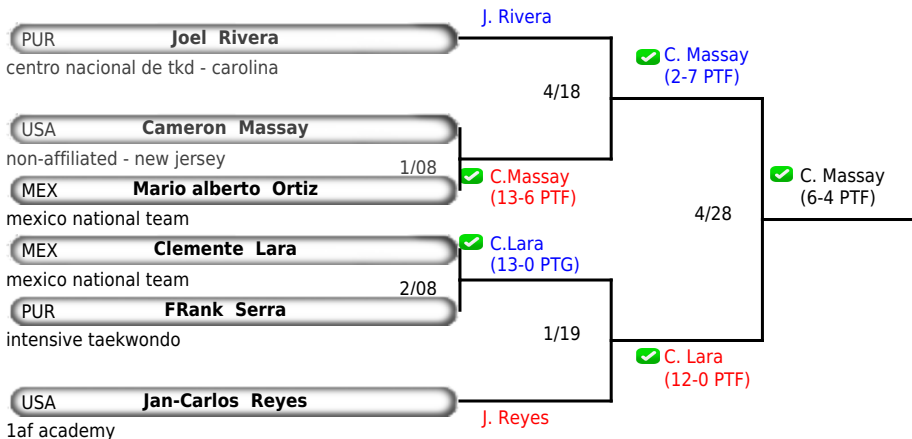 J. Rivera
PUR Joel Rivera
centro nacional de tkd - carolina
C. Massay
(2-7 PTF)
4/18
USA Cameron Massay
non-affiliated - new jersey
1/08
MEX Mario alberto Ortiz
mexico national team
C.Massay
(13-6 PTF)
C. Massay
(6-4 PTF)
4/28
MEX Clemente Lara
mexico national team
C.Lara
(13-0 PTG)
2/08
PUR FRank Serra
intensive taekwondo
1/19
C. Lara
(12-0 PTF)
USA Jan-Carlos Reyes
1af academy
J. Reyes